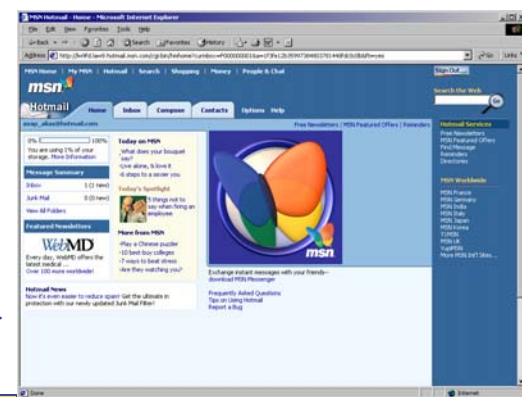 MSN Hotmail - Home - Microsoft Internet Explorer
File Edit View Favorites Tools Help
Back Search Favorites History
Address
Go Links
MSN Home | My MSN | Hotmail | Search | Shopping | Money | People & Chat
Sign Out
msn
Search the Web
Go
Hotmail Home Inbox Compose Contacts Options Help
Free Newsletters | MSN Featured Offers | Reminders
0% 100%
You are using 1% of your
storage. More Information
Message Summary
Inbox 1 (1 new)
Junk Mail 0 (0 new)
View All Folders
Featured Newsletters
WebMD
Every day, WebMD offers the
latest medical ...
Over 100 more worldwide!
Hotmail News
Now it's even easier to reduce spam! Get the ultimate in
protection with our newly updated Junk Mail Filter!
Today on MSN
What does your bouquet
say?
Live alone, & love it
6 steps to a sexier you
Today's Spotlight
5 things not to
say when firing an
employee
More from MSN
Play a Chinese puzzler
10 best buy colleges
7 ways to beat stress
Are they watching you?
msn
Exchange instant messages with your friends--
download MSN Messenger
Frequently Asked Questions
Tips on Using Hotmail
Report a Bug
Hotmail Services
Free Newsletters
MSN Featured Offers
Find Message
Reminders
Directories
MSN Worldwide
MSN France
MSN Germany
MSN India
MSN Italy
MSN Japan
MSN Korea
T1MSN
MSN UK
YupiMSN
More MSN Int'l Sites...
Done
Internet